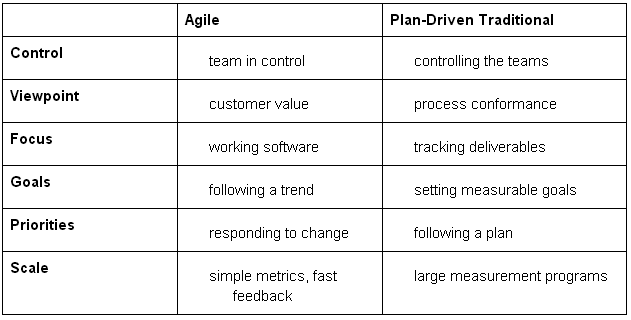 Agile Plan-Driven Traditional
Control team in control controlling the teams
Viewpoint customer value process conformance
Focus working software tracking deliverables
Goals following a trend setting measurable goals
Priorities responding to change following a plan
Scale simple metrics, fast large measurement programs
feedback